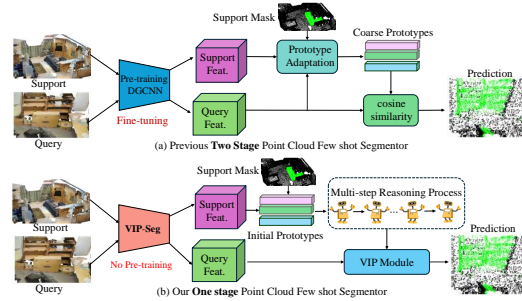 Support Mask
Coarse Prototypes
Support
Pre-training
DGCNN
Support
Feat.
Prototype
Adaptation
Prediction
Query
Fine-tuning
Query
Feat.
cosine
similarity
(a) Previous Two Stage Point Cloud Few shot Segmentor
Support Mask
Multi-step Reasoning Process
Support
VIP-Seg
Support
Feat.
Initial Prototypes
Prediction
Query
No Pre-training
Query
Feat.
VIP Module
(b) Our One stage Point Cloud Few shot Segmentor